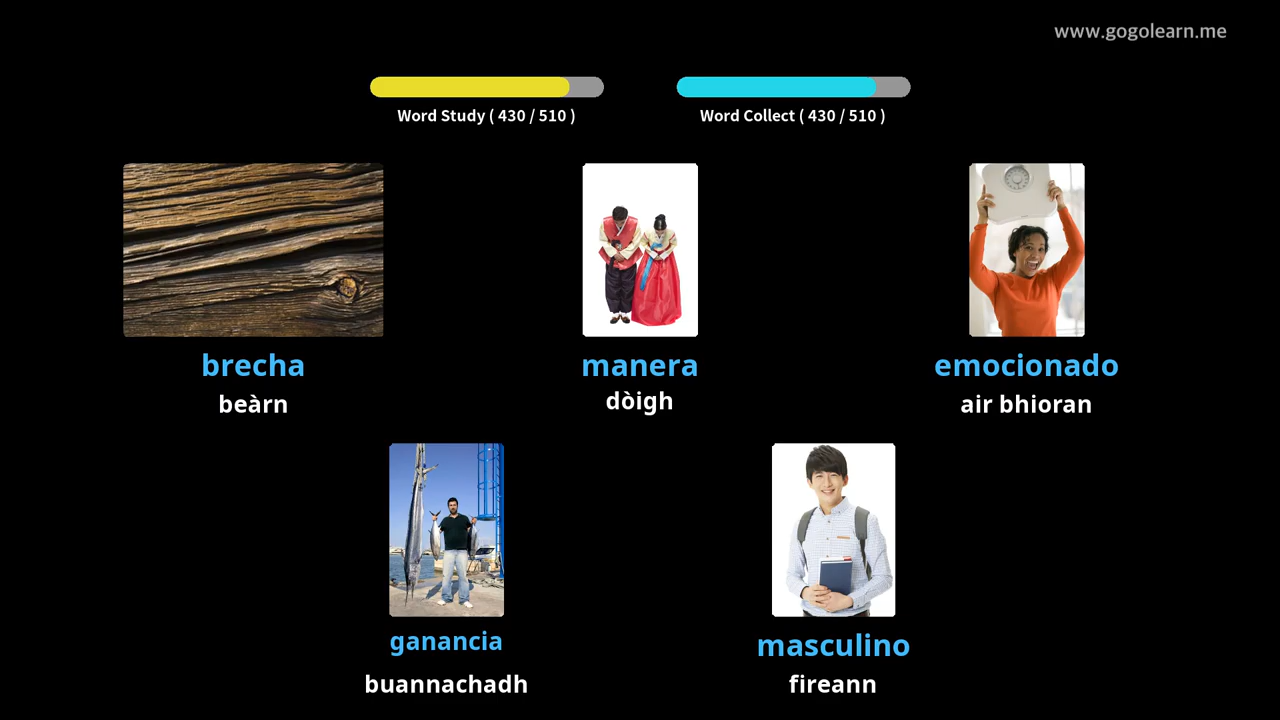 www.gogolearn.me
Word Study ( 430 / 510 )
Word Collect ( 430 / 510 )
brecha
beàrn
manera
dòigh
emocionado
air bhioran
ganancia
buannachadh
masculino
fireann